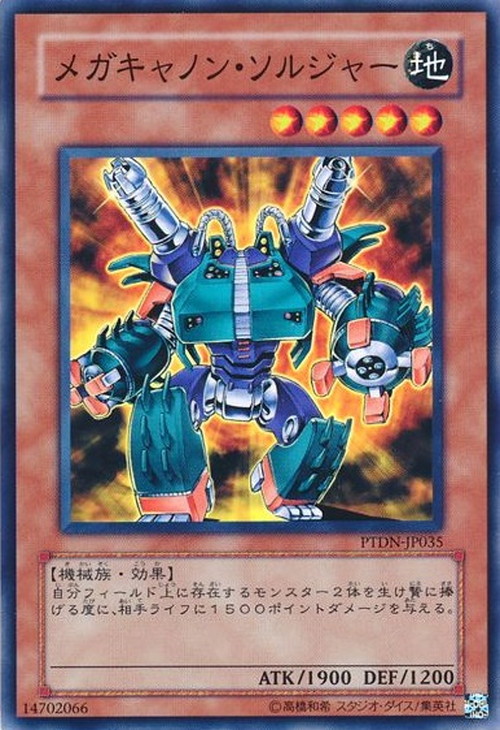 メガキャノン・ソルジャー
地
PTDN-JP035
【機械族・効果】
自分フィールド上に存在するモンスター2体を生け贄に捧
げる度に、相手ライフに1500ポイントダメージを与える。
ATK/1900 DEF/1200
14702066
©高橋和希 スタジオ・ダイス/集英社